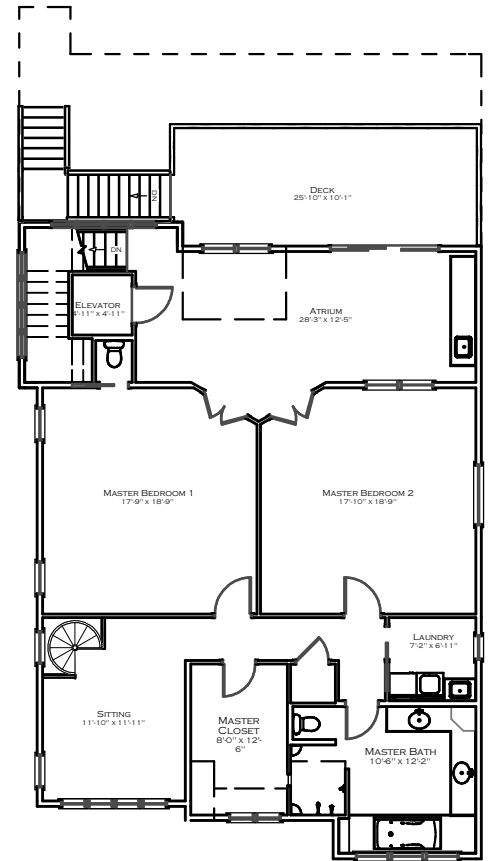 DECK
25'-10" x 10'-1"
DN
DN
ELEVATOR
4'-11" x 4'-11"
ATRIUM
28'-3" x 12'-5"
MASTER BEDROOM 1
17'-9" x 18'-9"
MASTER BEDROOM 2
17'-10" x 18'-9"
LAUNDRY
7'-2" x 6'-11"
SITTING
11'-10" x 11'-11"
MASTER
CLOSET
8'-0" x 12'-
6"
MASTER BATH
10'-6" x 12'-2"